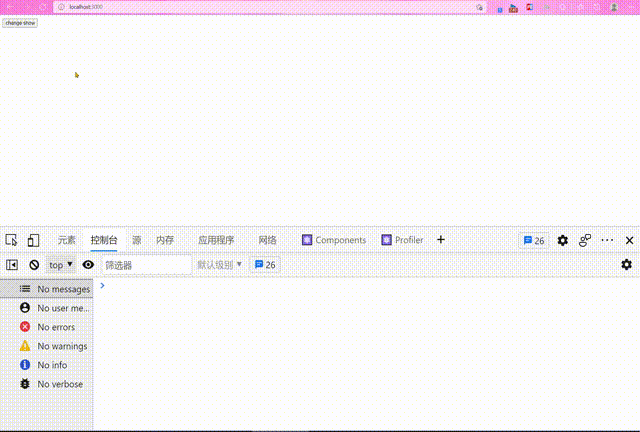 localhost:3000
change show
元素 控制台 源 内存 应用程序 网络 Components Profiler + 26
top 筛选器 默认级别 26
No messages
No user me...
No errors
No warnings
No info
No verbose